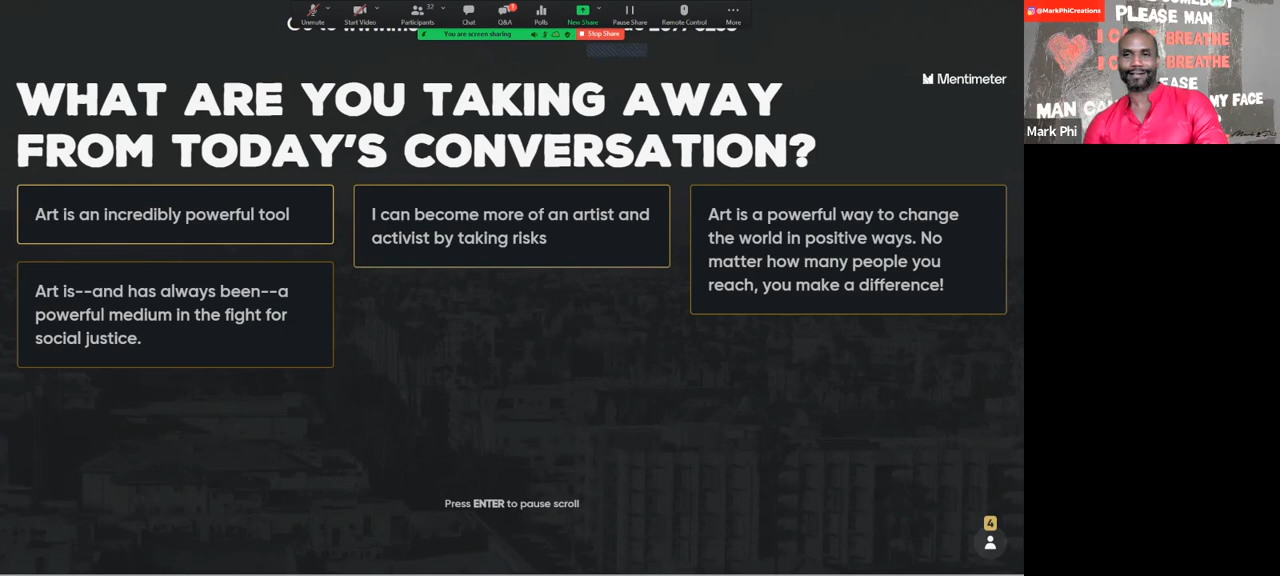 Unmute
Start Video
Participants
32
Chat
Q&A
Polls
New Share
Pause Share
Remote Control
More
You are screen sharing
Stop Share
Mentimeter
WHAT ARE YOU TAKING AWAY
FROM TODAY'S CONVERSATION?
Art is an incredibly powerful tool
Art is--and has always been--a
powerful medium in the fight for
social justice.
I can become more of an artist and
activist by taking risks
Art is a powerful way to change
the world in positive ways. No
matter how many people you
reach, you make a difference!
Press ENTER to pause scroll
4
@MarkPhiCreations
PLEASE MAN
I CAN'T BREATHE
I CAN'T BREATHE
MAN
MY FACE
Mark Phi